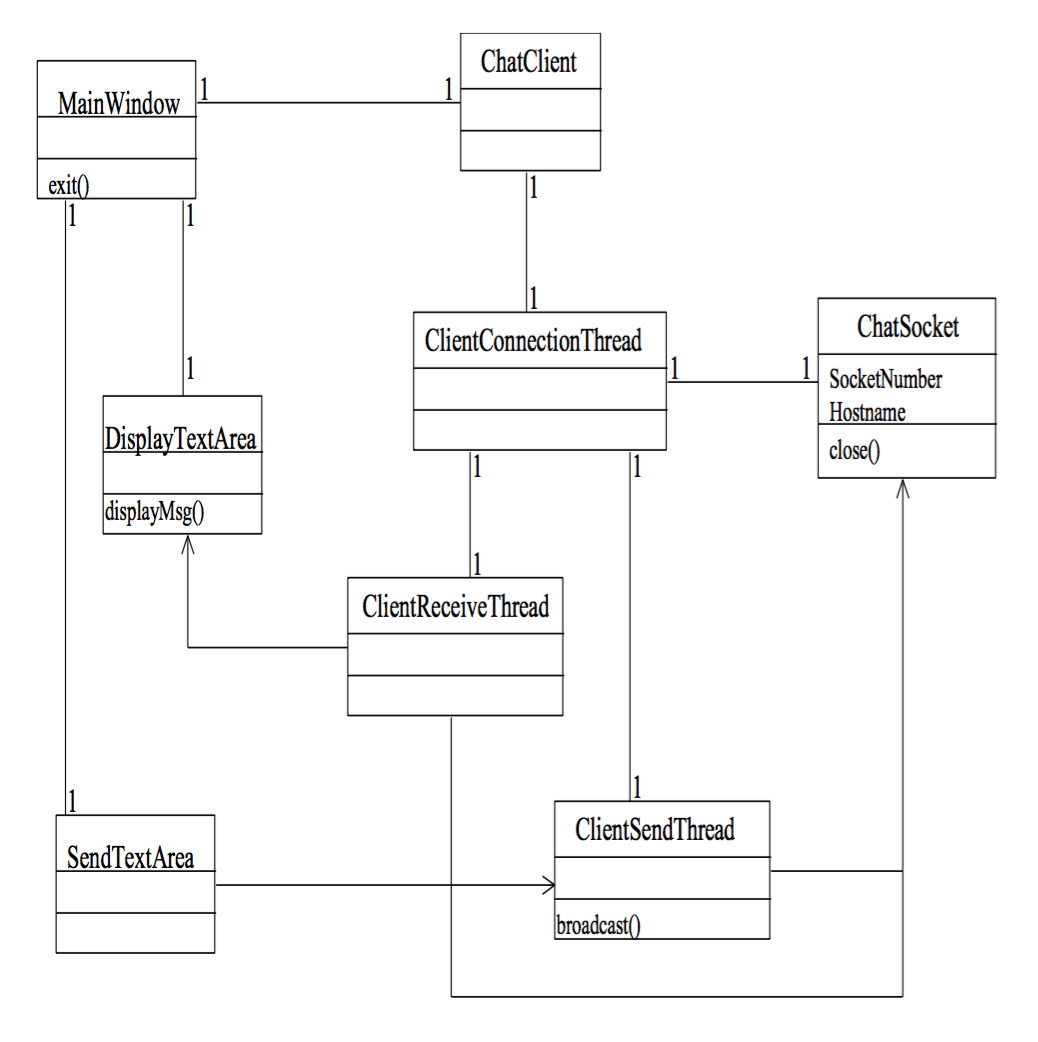 ChatClient
MainWindow
1
1
exit()
1
1
1
1
ClientConnectionThread
ChatSocket
1
1
1
SocketNumber
Hostname
close()
DisplayTextArea
displayMsg()
1
1
1
ClientReceiveThread
1
1
SendTextArea
ClientSendThread
broadcast()